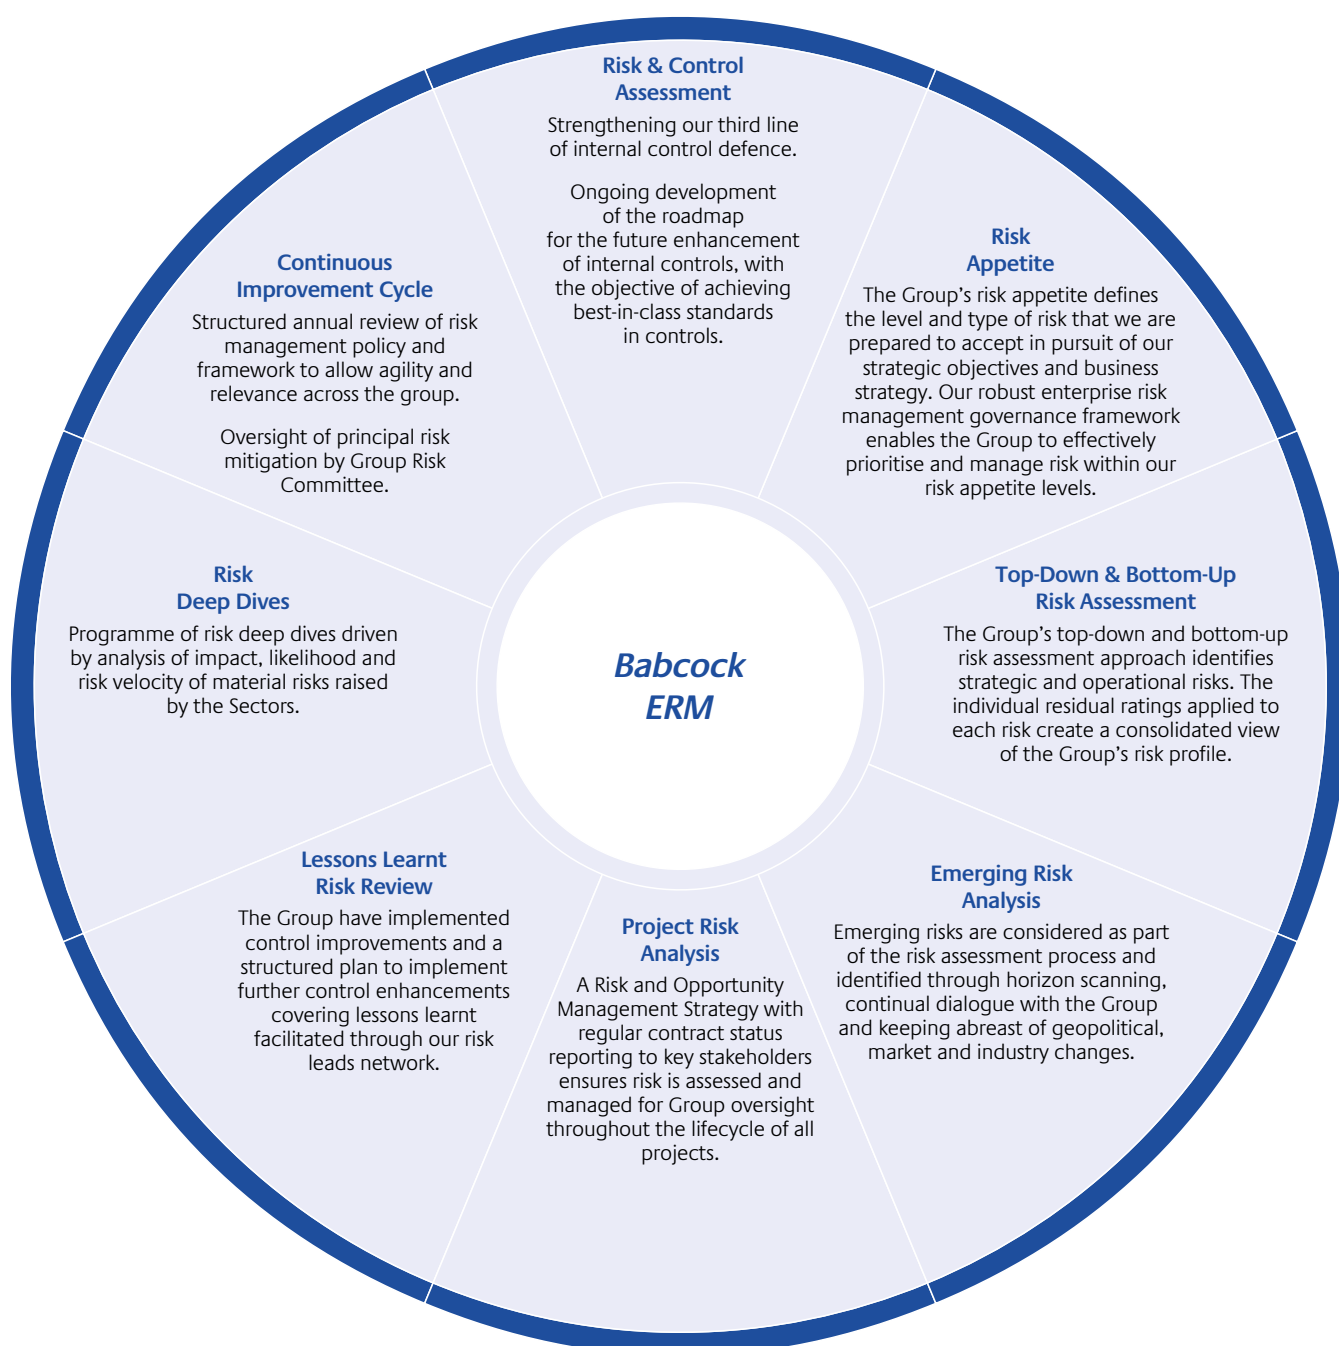 Risk & Control
Assessment
Strengthening our third line
of internal control defence.
Ongoing development
of the roadmap
for the future enhancement
of internal controls, with
the objective of achieving
best-in-class standards
in controls.
Risk
Appetite
The Group's risk appetite defines
the level and type of risk that we are
prepared to accept in pursuit of our
strategic objectives and business
strategy. Our robust enterprise risk
management governance framework
enables the Group to effectively
prioritise and manage risk within our
risk appetite levels.
Top-Down & Bottom-Up
Risk Assessment
The Group's top-down and bottom-up
risk assessment approach identifies
strategic and operational risks. The
individual residual ratings applied to
each risk create a consolidated view
of the Group's risk profile.
Emerging Risk
Analysis
Emerging risks are considered as part
of the risk assessment process and
identified through horizon scanning,
continual dialogue with the Group
and keeping abreast of geopolitical,
market and industry changes.
Project Risk
Analysis
A Risk and Opportunity
Management Strategy with
regular contract status
reporting to key stakeholders
ensures risk is assessed and
managed for Group oversight
throughout the lifecycle of all
projects.
Lessons Learnt
Risk Review
The Group have implemented
control improvements and a
structured plan to implement
further control enhancements
covering lessons learnt
facilitated through our risk
leads network.
Risk
Deep Dives
Programme of risk deep dives driven
by analysis of impact, likelihood and
risk velocity of material risks raised
by the Sectors.
Continuous
Improvement Cycle
Structured annual review of risk
management policy and
framework to allow agility and
relevance across the group.
Oversight of principal risk
mitigation by Group Risk
Committee.
Babcock
ERM